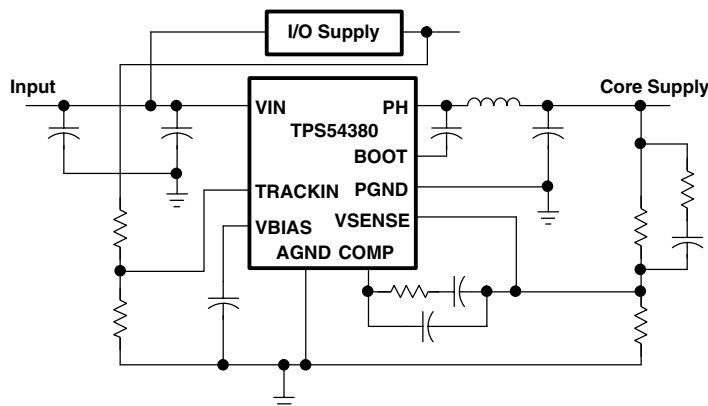 I/O Supply
Input
Core Supply
VIN
PH
TPS54380
BOOT
TRACKIN
PGND
VSENSE
VBIAS
AGND COMP